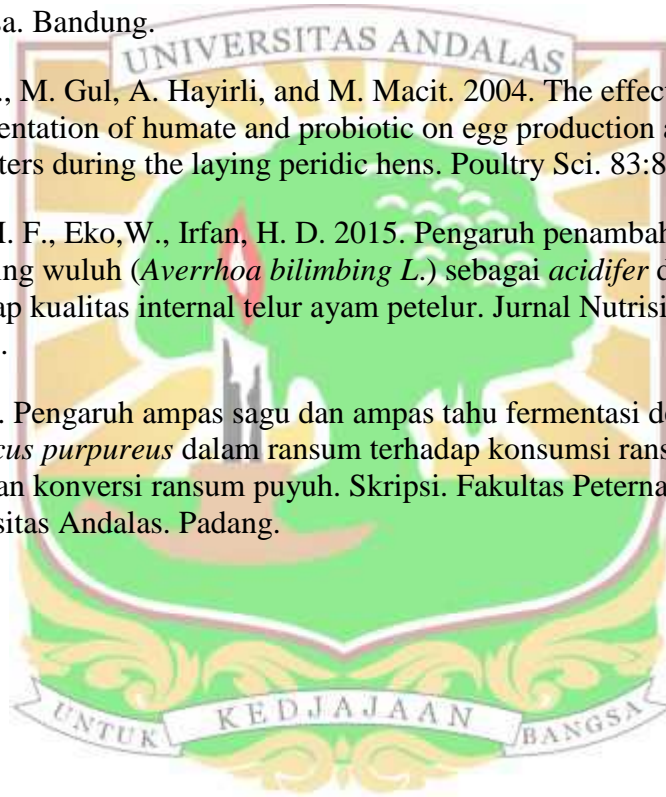 sa. Bandung.
UNIVERSITAS ANDALAS
., M. Gul, A. Hayirli, and M. Macit. 2004. The effec
entation of humate and probiotic on egg production a
ters during the laying peridic hens. Poultry Sci. 83:8
I. F., Eko,W., Irfan, H. D. 2015. Pengaruh penambah
ing wuluh (Averrhoa bilimbing L.) sebagai acidifer d
ap kualitas internal telur ayam petelur. Jurnal Nutrisi
.
. Pengaruh ampas sagu dan ampas tahu fermentasi de
cus purpureus dalam ransum terhadap konsumsi rans
an konversi ransum puyuh. Skripsi. Fakultas Peterna
sitas Andalas. Padang.
UNTUK KEDJAJAAN BANGSA